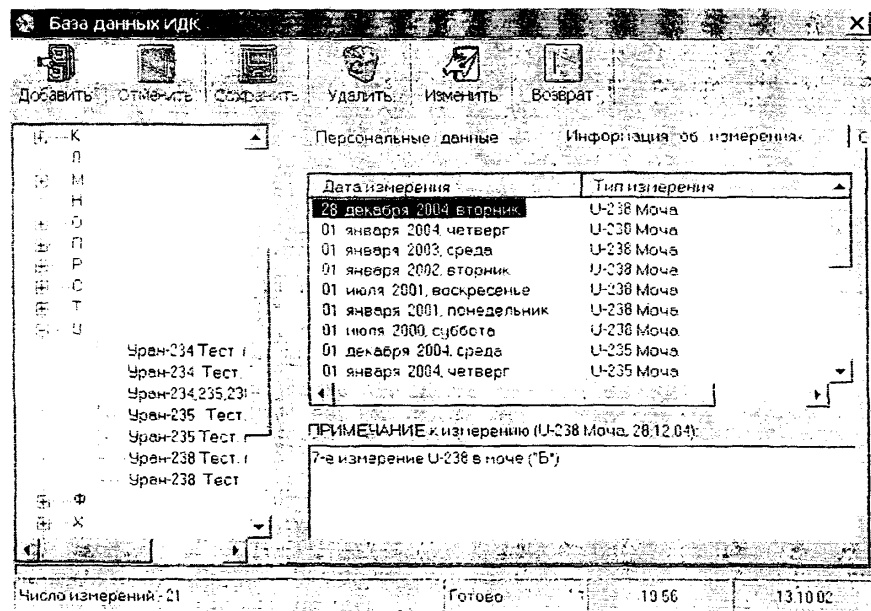 База данных ИДК
Добавить Отменить Сохранить Удалить Изменить Возврат
К
Л
М
Н
О
П
Р
С
Т
У
Уран-234 Тест
Уран-234 Тест.
Уран-234,235,23
Уран-235 Тест.
Уран-235 Тест.
Уран-238 Тест.
Уран-238 Тест
Ф
Х
Персональные данные Информация об измерениях С
Дата измерения Тип измерения
28 декабря 2004, вторник U-238 Моча
01 января 2004, четверг U-238 Моча
01 января 2003, среда U-238 Моча
01 января 2002, вторник U-238 Моча
01 июля 2001, воскресенье U-238 Моча
01 января 2001, понедельник U-238 Моча
01 июля 2000, суббота U-238 Моча
01 декабря 2004, среда U-235 Моча
01 января 2004, четверг U-235 Моча
ПРИМЕЧАНИЕ к измерению (U-238 Моча, 28.12.04):
7-е измерение U-238 в моче ("Б")
Число измерений - 21 Готово 19:56 13.10.02